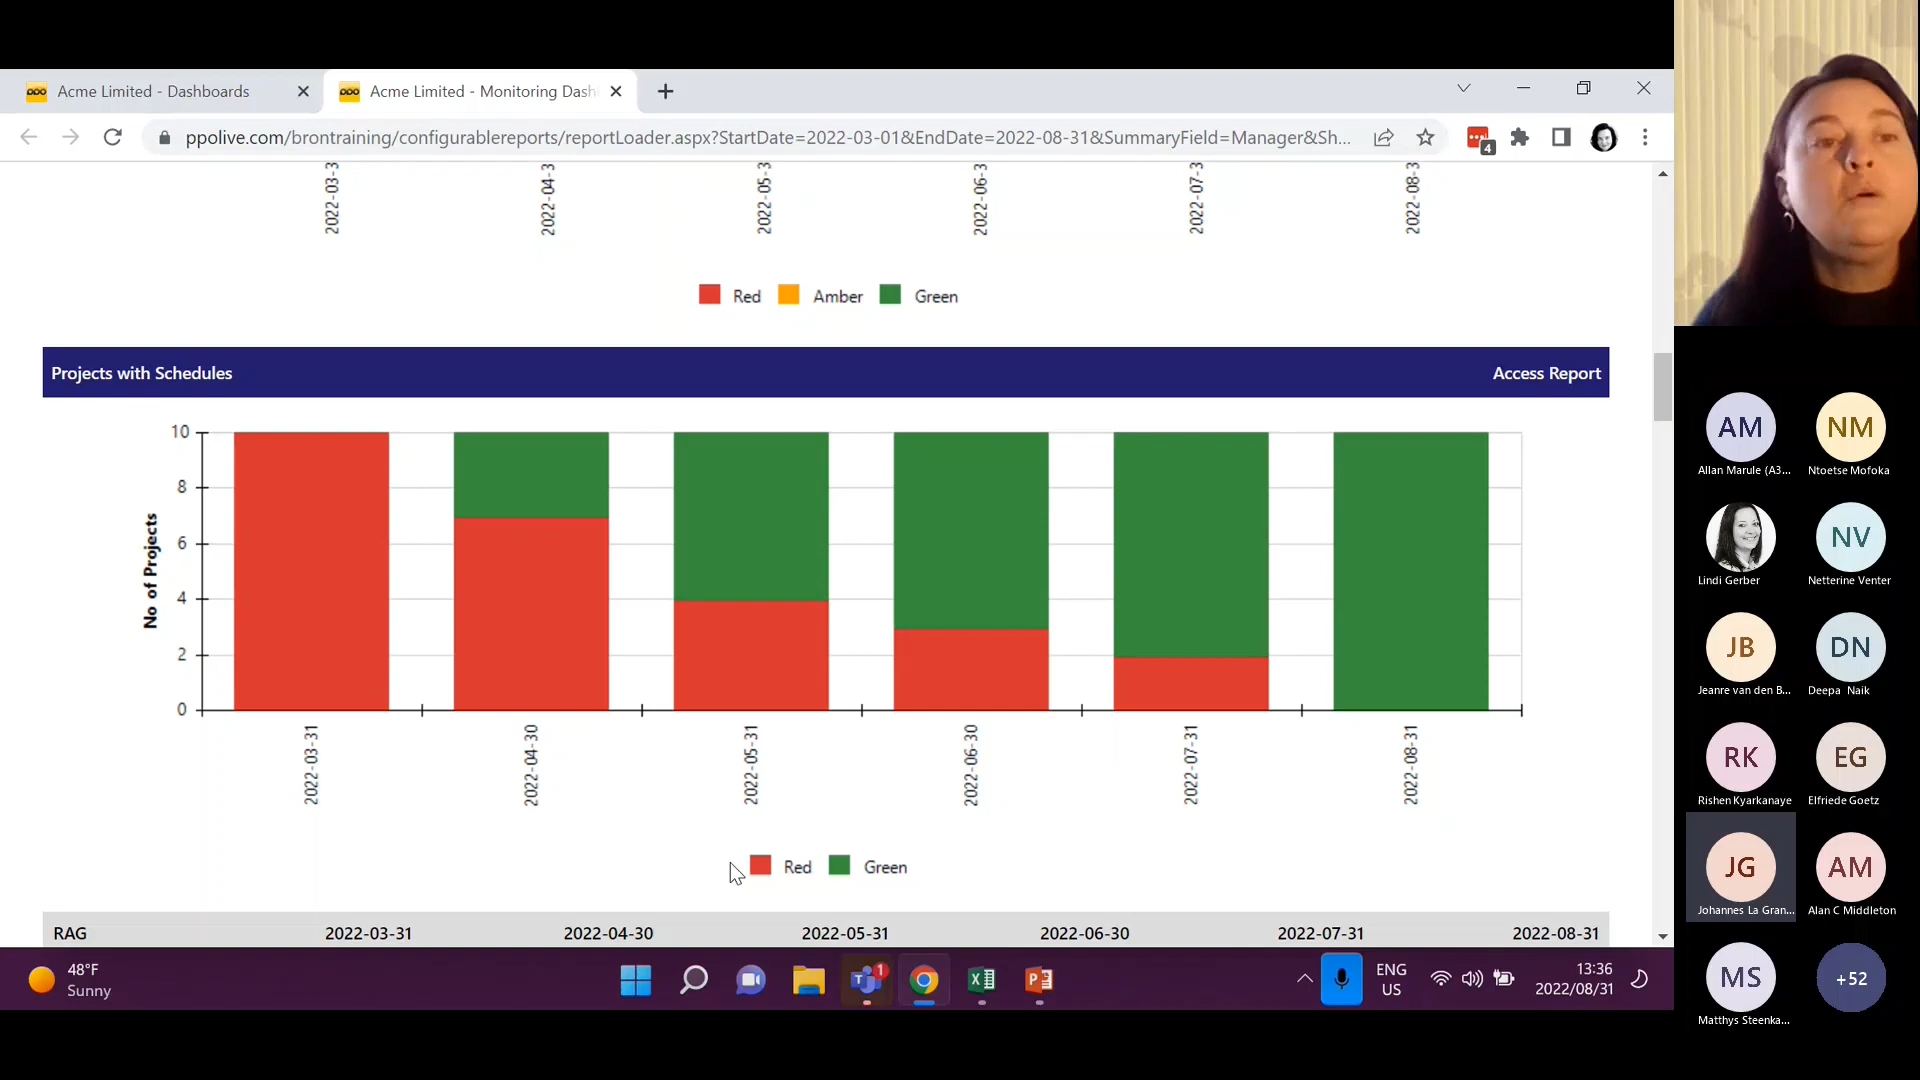 Acme Limited - Dashboards
Acme Limited - Monitoring Dash
ppolive.com/brontraining/configurablereports/reportLoader.aspx?StartDate=2022-03-01&EndDate=2022-08-31&SummaryField=Manager&Sh...
4
2022-03-3
2022-04-3
2022-05-3
2022-06-3
2022-07-3
2022-08-3
Red Amber Green
Projects with Schedules Access Report
No of Projects
10
8
6
4
2
0
2022-03-31
2022-04-30
2022-05-31
2022-06-30
2022-07-31
2022-08-31
Red Green
RAG 2022-03-31 2022-04-30 2022-05-31 2022-06-30 2022-07-31 2022-08-31
48°F
Sunny
1
ENG
US
13:36
2022/08/31
AM
Allan Marule (A3...
NM
Ntoetse Mofoka
Lindi Gerber
NV
Netterine Venter
JB
Jeanre van den B...
DN
Deepa Naik
RK
Rishen Kyarkanaye
EG
Elfriede Goetz
JG
Johannes La Gran...
AM
Alan C Middleton
MS
Matthys Steenka...
+52